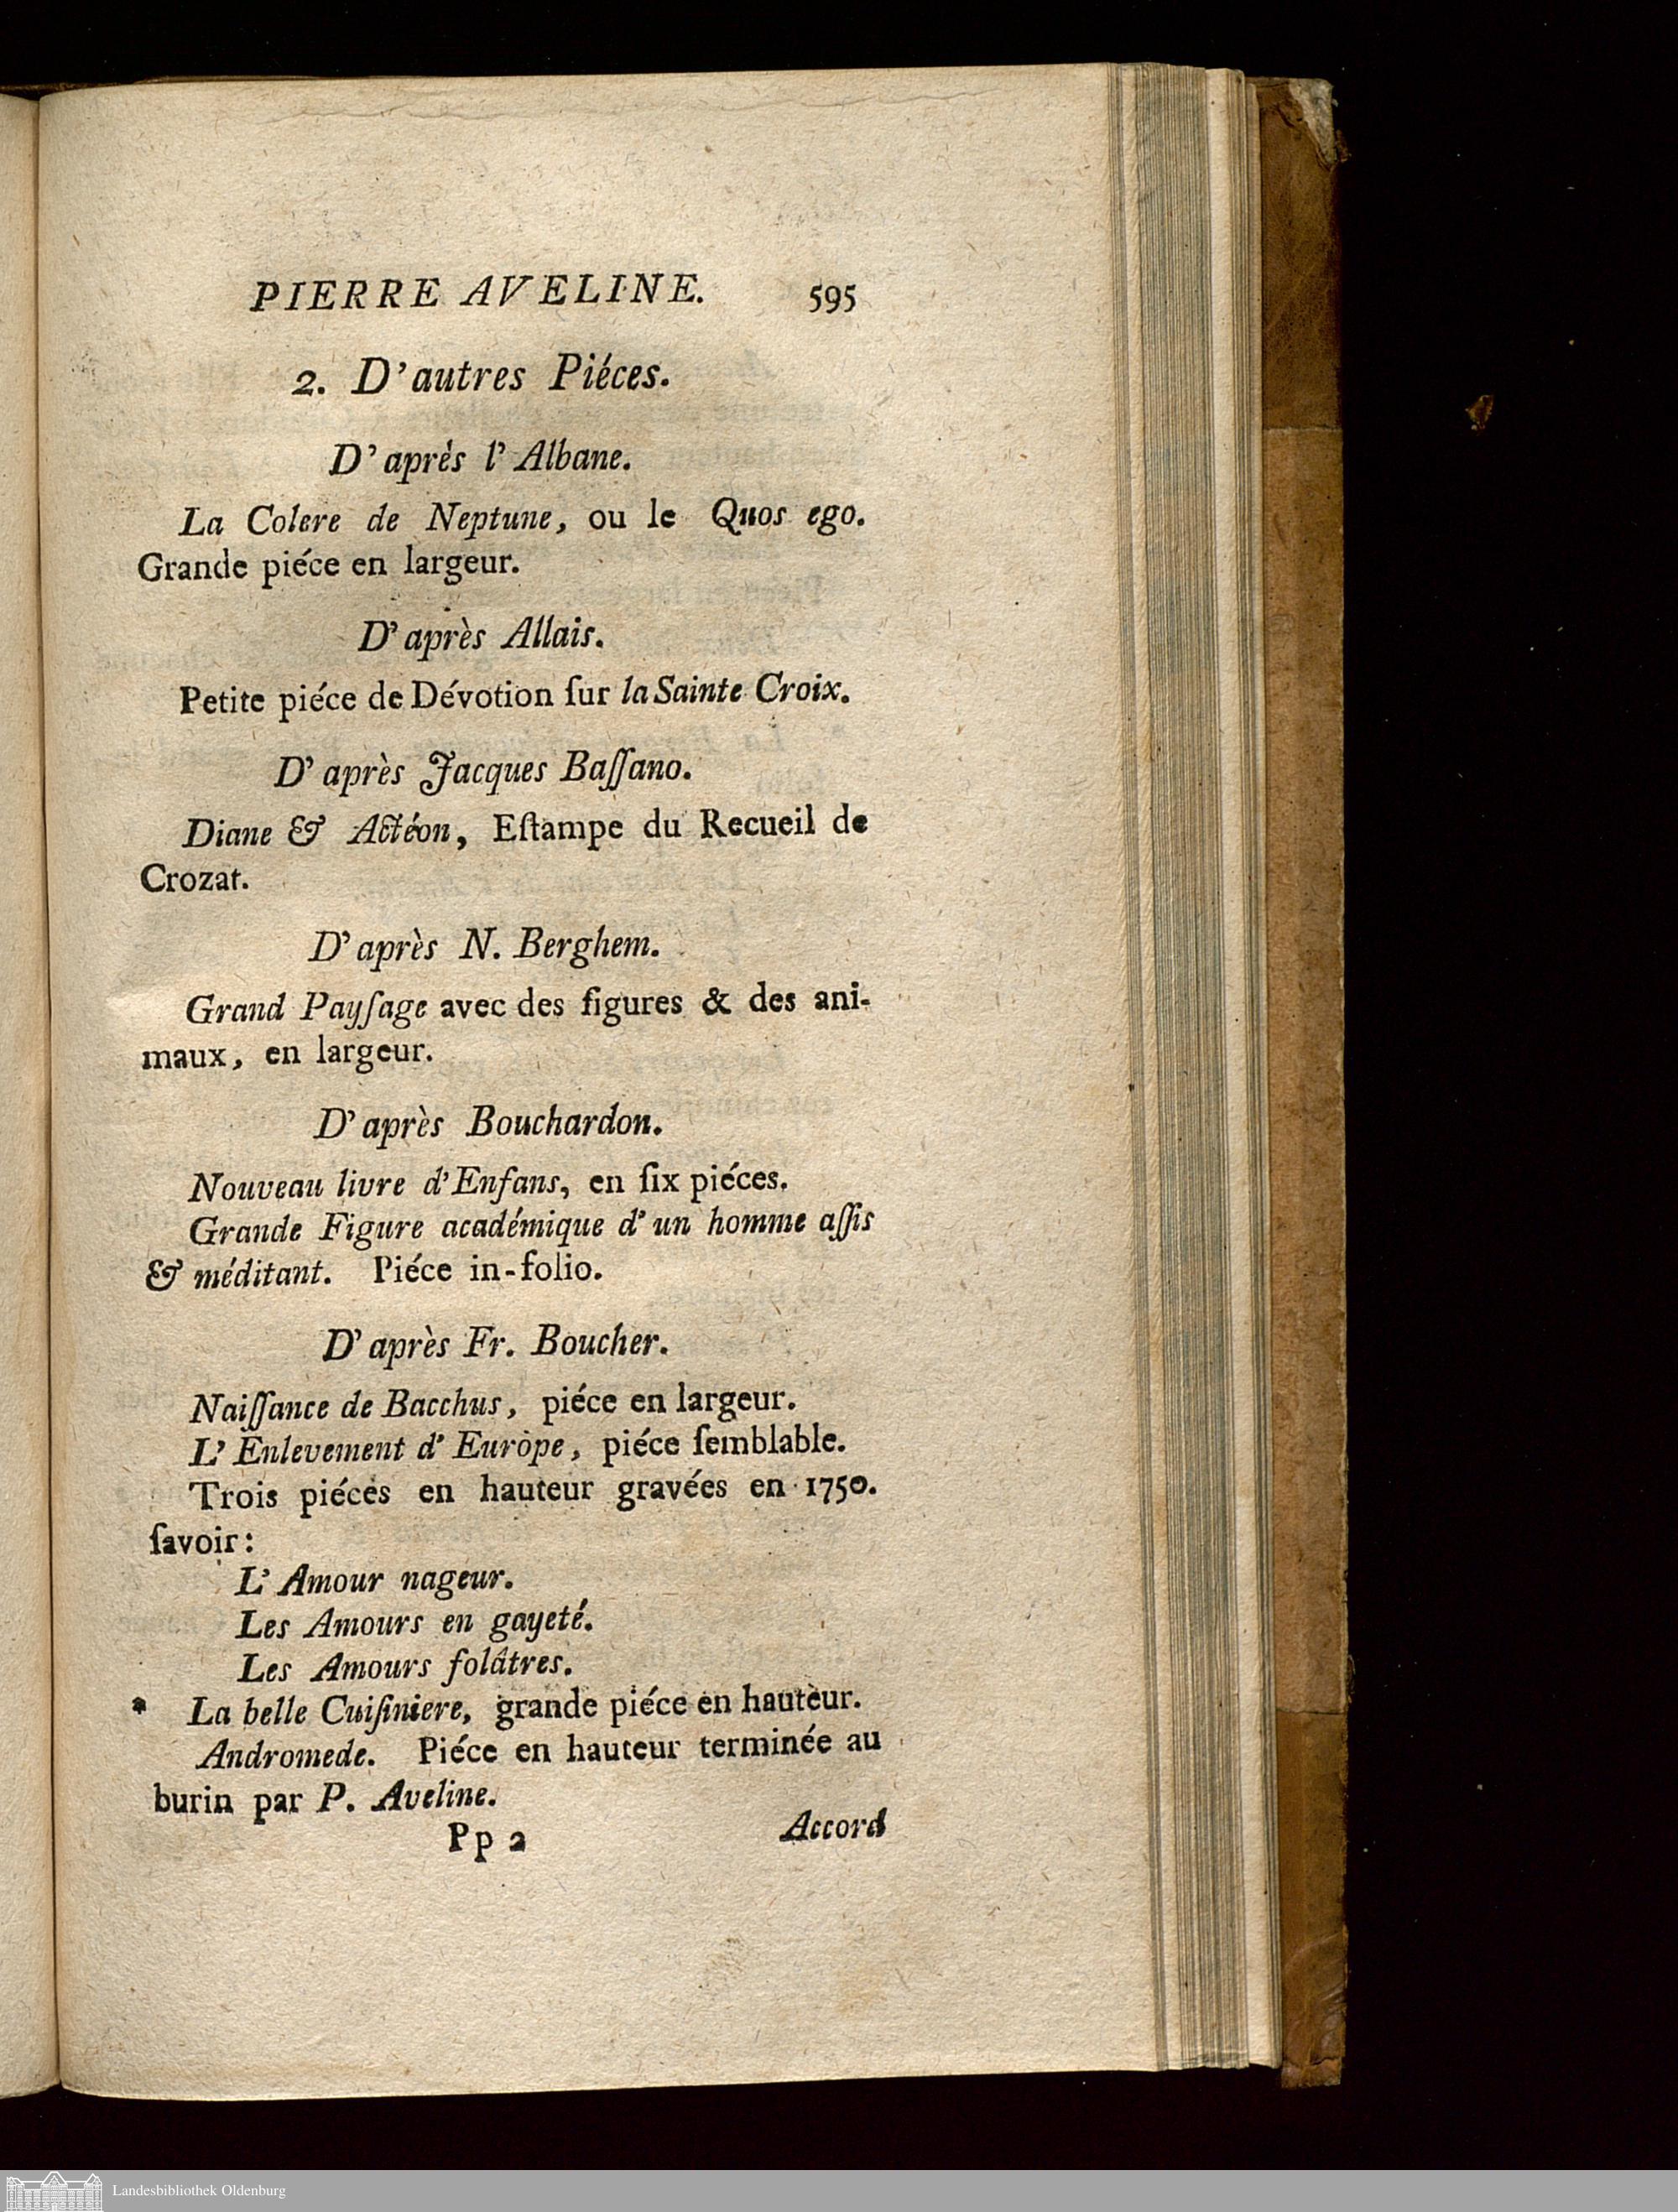 PIERRE AVELINE. 595
2. D'autres Piéces.
D'après l'Albane.
La Colere de Neptune, ou le Quos ego.
Grande piéce en largeur.
D'après Allais.
Petite piéce de Dévotion ſur la Sainte Croix.
D'après Jacques Baſſano.
Diane & Actéon, Eſtampe du Recueil de
Crozat.
D'après N. Berghem.
Grand Payſage avec des figures & des ani-
maux, en largeur.
D'après Bouchardon.
Nouveau livre d'Enfans, en ſix piéces.
Grande Figure académique d'un homme aſſis
& méditant. Piéce in-folio.
D'après Fr. Boucher.
Naiſſance de Bacchus, piéce en largeur.
L'Enlevement d'Europe, piéce ſemblable.
Trois piéces en hauteur gravées en 1750.
ſavoir:
L'Amour nageur.
Les Amours en gayeté.
Les Amours folâtres.
* La belle Cuiſiniere, grande piéce en hauteur.
Andromede. Piéce en hauteur terminée au
burin par P. Aveline.
Pp 2 Accord
Landesbibliothek Oldenburg